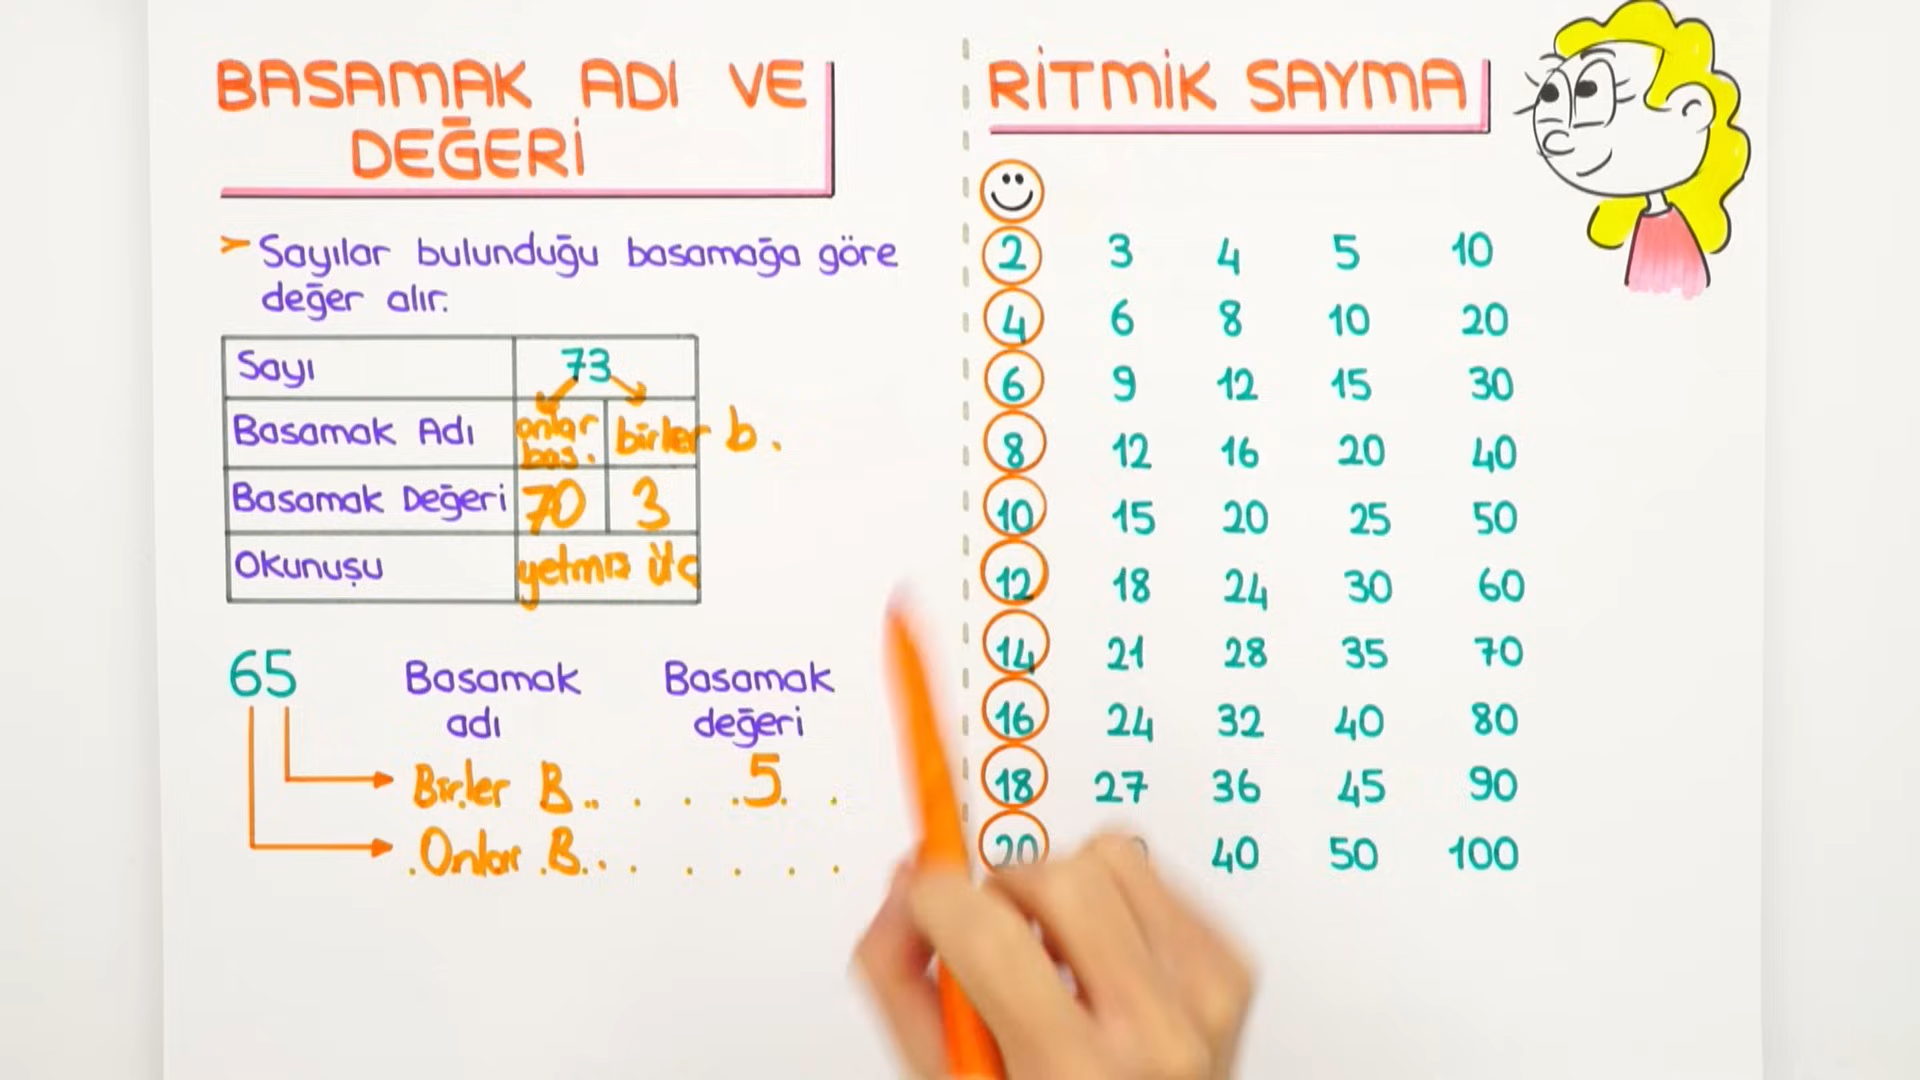 BASAMAK ADI VE
DEĞERİ
Sayılar bulunduğu basamağa göre
değer alır.
Sayı 73
Basamak Adı onlar bas. birler b.
Basamak Değeri 70 3
Okunuşu yetmiş üç
65 Basamak adı Basamak değeri
Birler B. 5
Onlar B.
RİTMİK SAYMA
2 3 4 5 10
4 6 8 10 20
6 9 12 15 30
8 12 16 20 40
10 15 20 25 50
12 18 24 30 60
14 21 28 35 70
16 24 32 40 80
18 27 36 45 90
20 40 50 100